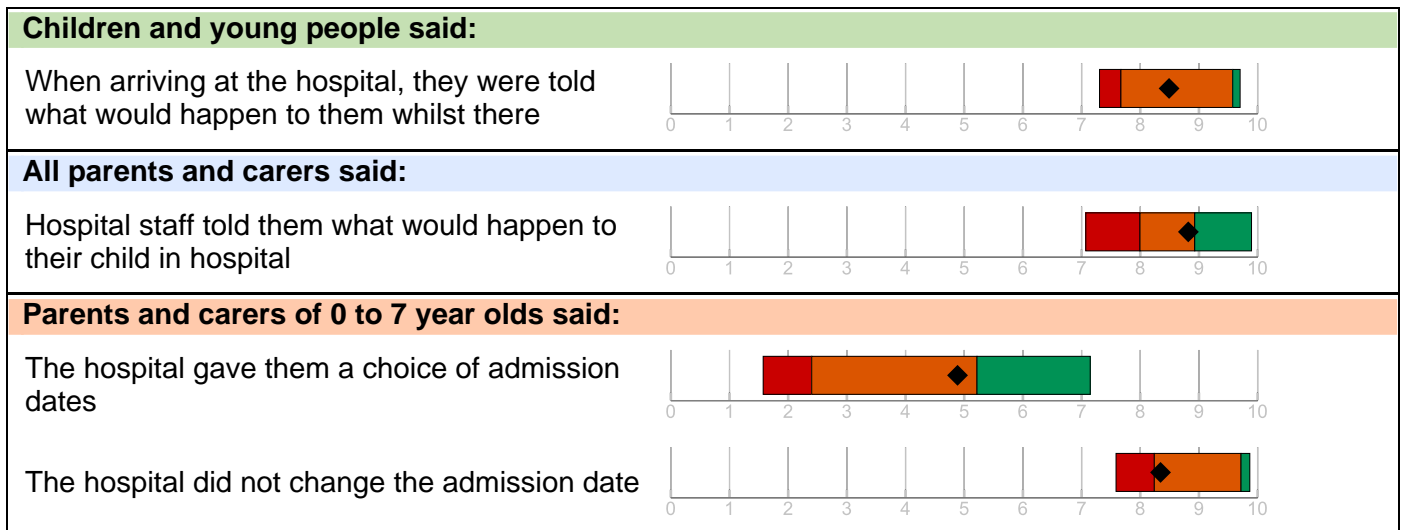 Children and young people said:
When arriving at the hospital, they were told
what would happen to them whilst there
0 1 2 3 4 5 6 7 8 9 10
All parents and carers said:
Hospital staff told them what would happen to
their child in hospital
0 1 2 3 4 5 6 7 8 9 10
Parents and carers of 0 to 7 year olds said:
The hospital gave them a choice of admission
dates
0 1 2 3 4 5 6 7 8 9 10
The hospital did not change the admission date
0 1 2 3 4 5 6 7 8 9 10